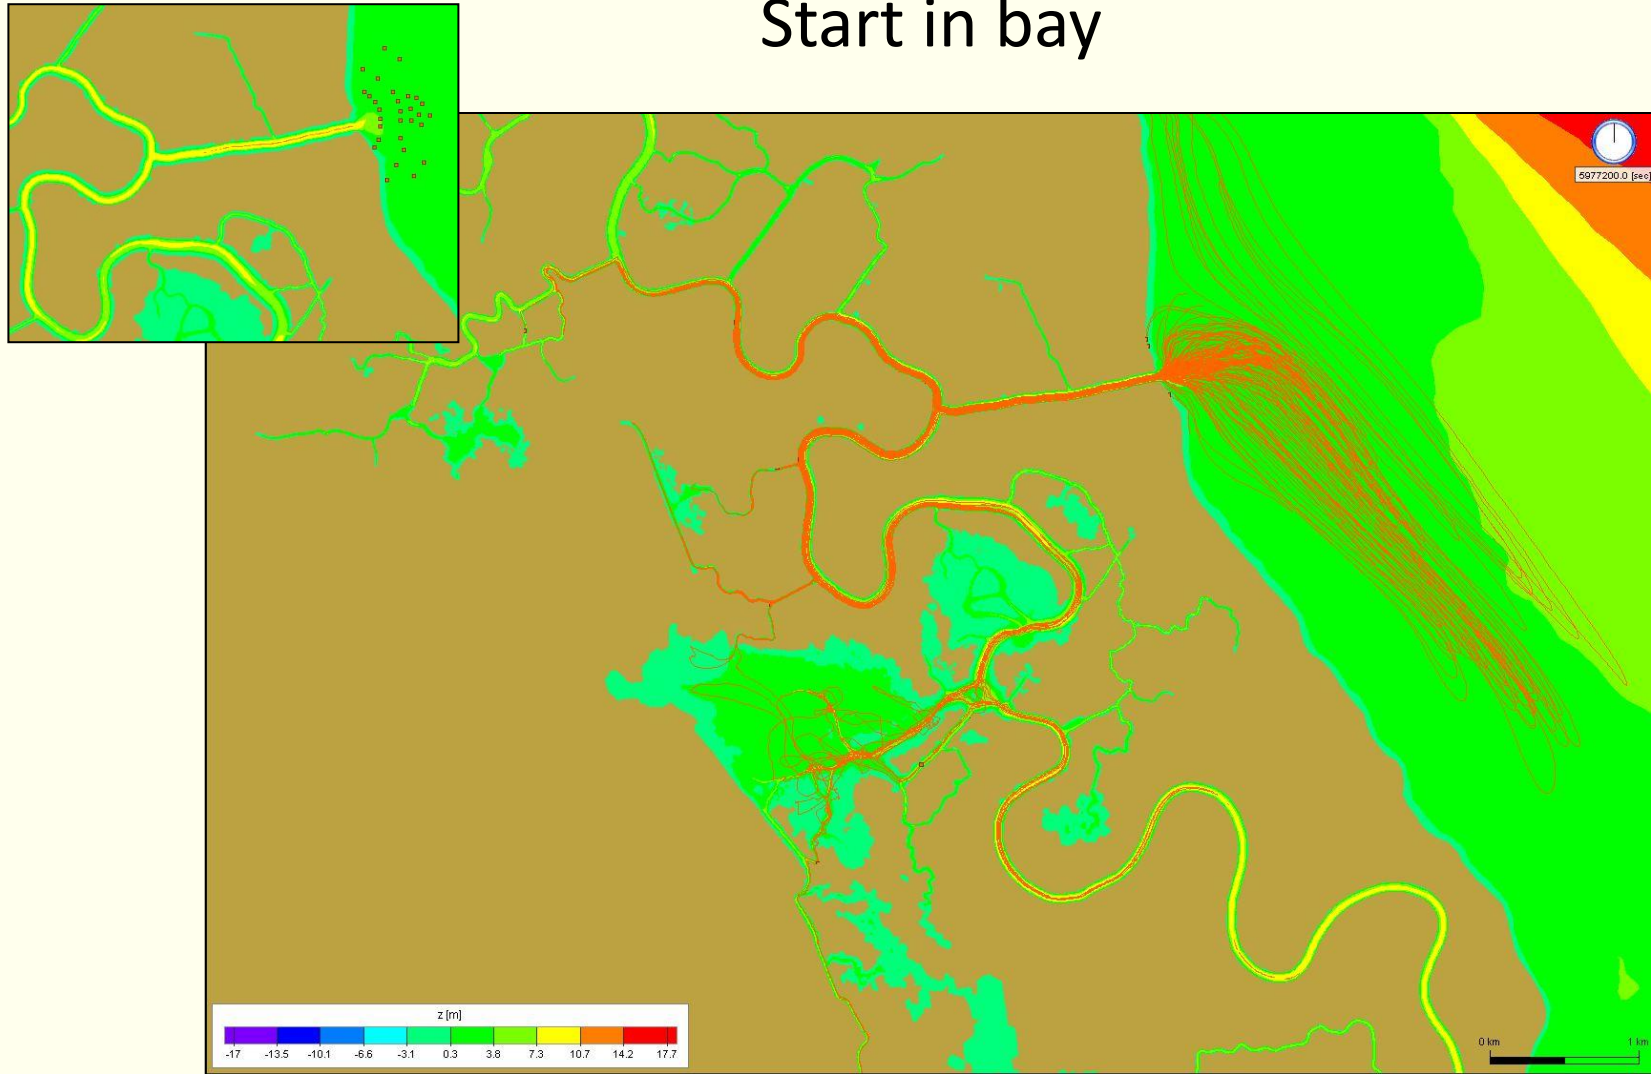 Start in bay
5977200.0 [sec]
z [m]
-17 -13.5 -10.1 -6.6 -3.1 0.3 3.8 7.3 10.7 14.2 17.7
0 km 1 km